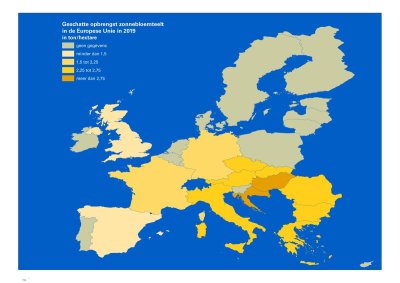 Geschatte opbrengst zonnebloemteelt
in de Europese Unie in 2019
in ton/hectare
geen gegevens
minder dan 1,5
1,5 tot 2,25
2,25 tot 2,75
meer dan 2,75